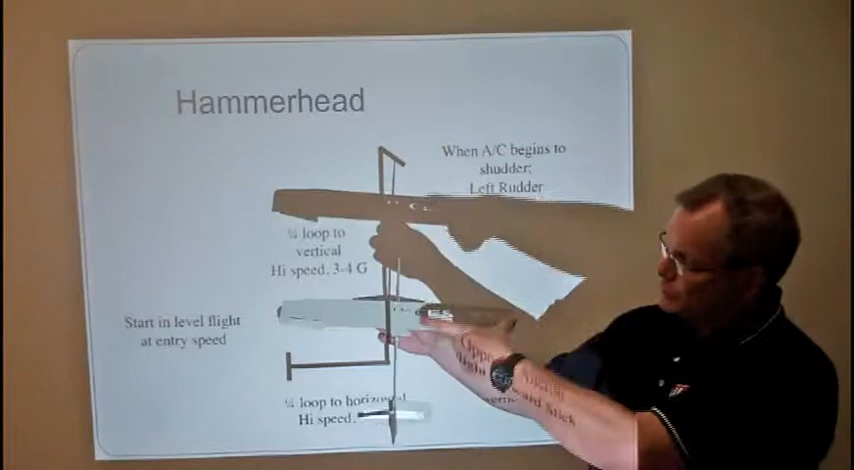 Hammerhead
When A/C begins to
shudder;
Left Rudder
¼ loop to
vertical
Hi speed, 3-4 G
Start in level flight
at entry speed
¼ loop to horizontal
Hi speed,
Stick